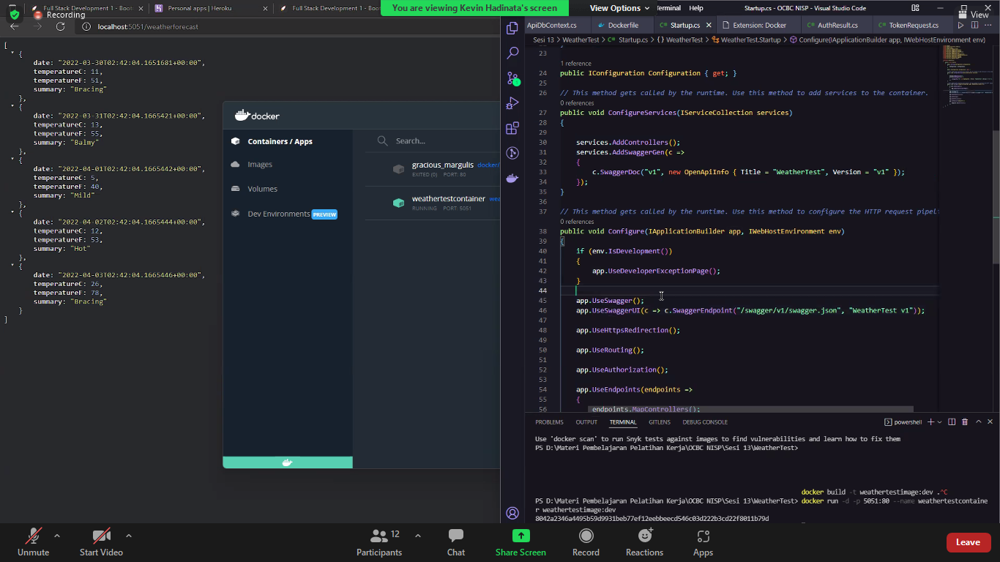 Full Stack Development 1 - Boot
Personal apps | Heroku
Full Stack Development 1 - Boo
Recording
You are viewing Kevin Hadinata's screen
View Options
Terminal Help
Startup.cs - OCBC NISP - Visual Studio Code
View
localhost:5051/weatherforecast
ApiDbContext.cs
Dockerfile
Startup.cs
Extension: Docker
AuthResult.cs
TokenRequest.cs
Sesi 13 > WeatherTest > Startup.cs > {} WeatherTest > WeatherTest.Startup > Configure(IApplicationBuilder app, IWebHostEnvironment env)
[
{
date: "2022-03-30T02:42:04.1651681+00:00",
temperatureC: 11,
temperatureF: 51,
summary: "Bracing"
},
{
date: "2022-03-31T02:42:04.1665421+00:00",
temperatureC: 13,
temperatureF: 55,
summary: "Balmy"
},
{
date: "2022-04-01T02:42:04.1665442+00:00",
temperatureC: 5,
temperatureF: 40,
summary: "Mild"
},
{
date: "2022-04-02T02:42:04.1665444+00:00",
temperatureC: 12,
temperatureF: 53,
summary: "Hot"
},
{
date: "2022-04-03T02:42:04.1665446+00:00",
temperatureC: 26,
temperatureF: 78,
summary: "Bracing"
}
]
docker
Containers / Apps
Images
Volumes
Dev Environments PREVIEW
Search...
gracious_margulis docker/
EXITED (0) PORT: 80
weathertestcontainer wea
RUNNING PORT: 5051
23
1 reference
24 public IConfiguration Configuration { get; }
25
26 // This method gets called by the runtime. Use this method to add services to the container.
0 references
27 public void ConfigureServices(IServiceCollection services)
28 {
29
30 services.AddControllers();
31 services.AddSwaggerGen(c =>
32 {
33 c.SwaggerDoc("v1", new OpenApiInfo { Title = "WeatherTest", Version = "v1" });
34 });
35 }
36
37 // This method gets called by the runtime. Use this method to configure the HTTP request pipel
0 references
38 public void Configure(IApplicationBuilder app, IWebHostEnvironment env)
39 {
40 if (env.IsDevelopment())
41 {
42 app.UseDeveloperExceptionPage();
43 }
44
45 app.UseSwagger();
46 app.UseSwaggerUI(c => c.SwaggerEndpoint("/swagger/v1/swagger.json", "WeatherTest v1"));
47
48 app.UseHttpsRedirection();
49
50 app.UseRouting();
51
52 app.UseAuthorization();
53
54 app.UseEndpoints(endpoints =>
55 {
56 endpoints.MapControllers();
PROBLEMS OUTPUT TERMINAL GITLENS DEBUG CONSOLE
powershell
Use 'docker scan' to run Snyk tests against images to find vulnerabilities and learn how to fix them
PS D:\Materi Pembelajaran Pelatihan Kerja\OCBC NISP\Sesi 13\WeatherTest>
docker build -t weathertestimage:dev .^C
PS D:\Materi Pembelajaran Pelatihan Kerja\OCBC NISP\Sesi 13\WeatherTest> docker run -d -p 5051:80 --name weathertestcontaine
r weathertestimage:dev
8042a2346a4495b59d9931beb77ef12eebbeecd546c03d222b3cd22f8011b79d
Unmute
Start Video
12
Participants
Chat
Share Screen
Record
Reactions
Apps
Leave